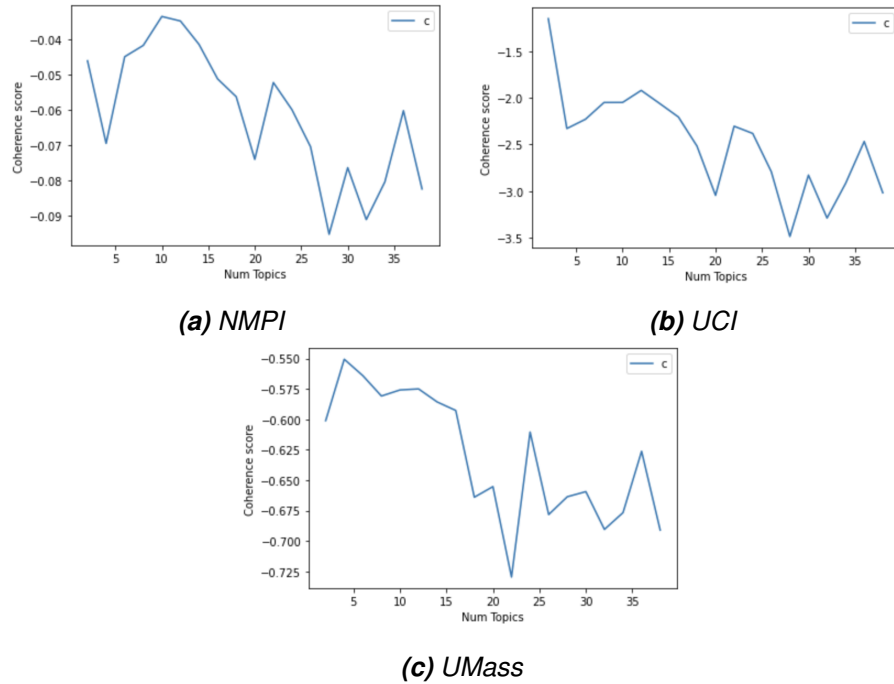 c
Coherence score
−0.04
−0.05
−0.06
−0.07
−0.08
−0.09
5 10 15 20 25 30 35
Num Topics
(a) NMPI
c
Coherence score
−1.5
−2.0
−2.5
−3.0
−3.5
5 10 15 20 25 30 35
Num Topics
(b) UCI
c
Coherence score
−0.550
−0.575
−0.600
−0.625
−0.650
−0.675
−0.700
−0.725
5 10 15 20 25 30 35
Num Topics
(c) UMass